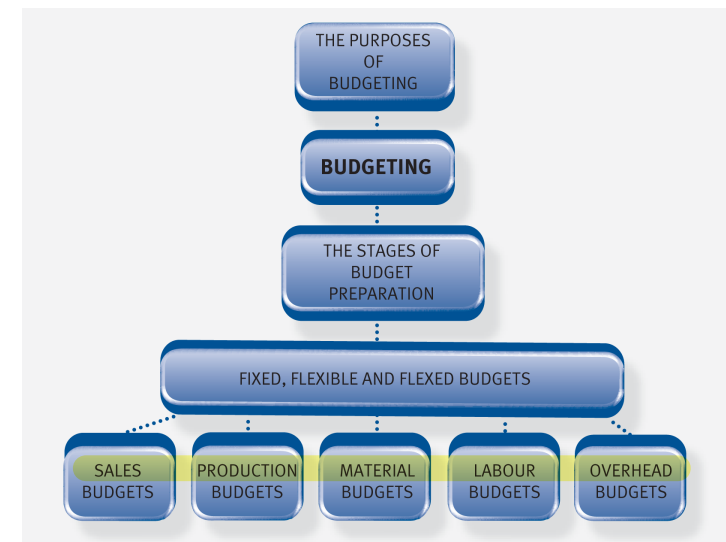 THE PURPOSES
OF
BUDGETING
BUDGETING
THE STAGES OF
BUDGET
PREPARATION
FIXED, FLEXIBLE AND FLEXED BUDGETS
SALES
BUDGETS
PRODUCTION
BUDGETS
MATERIAL
BUDGETS
LABOUR
BUDGETS
OVERHEAD
BUDGETS